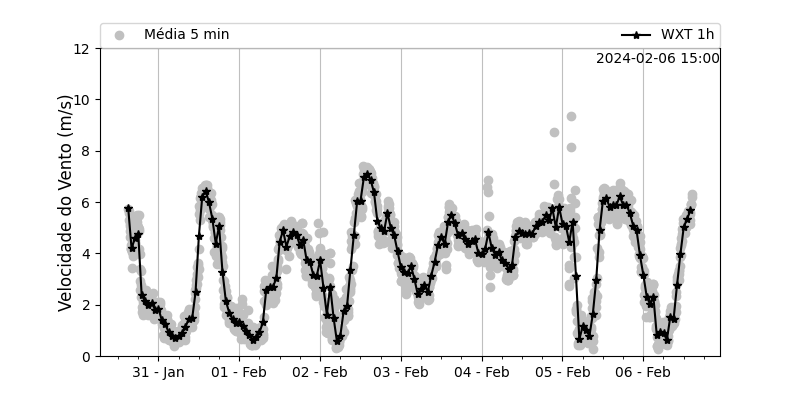 Média 5 min
WXT 1h
2024-02-06 15:00
Velocidade do Vento (m/s)
12
10
8
6
4
2
0
31 - Jan
01 - Feb
02 - Feb
03 - Feb
04 - Feb
05 - Feb
06 - Feb